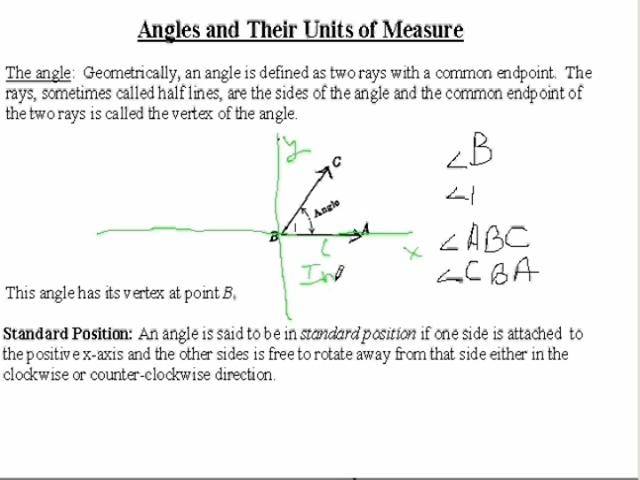 Angles and Their Units of Measure
The angle: Geometrically, an angle is defined as two rays with a common endpoint. The
rays, sometimes called half lines, are the sides of the angle and the common endpoint of
the two rays is called the vertex of the angle.
y
C
∠B
Angle
∠1
1
B
A
∠ABC
x
∠CBA
This angle has its vertex at point B.
Standard Position: An angle is said to be in standard position if one side is attached to
the positive x-axis and the other sides is free to rotate away from that side either in the
clockwise or counter-clockwise direction.